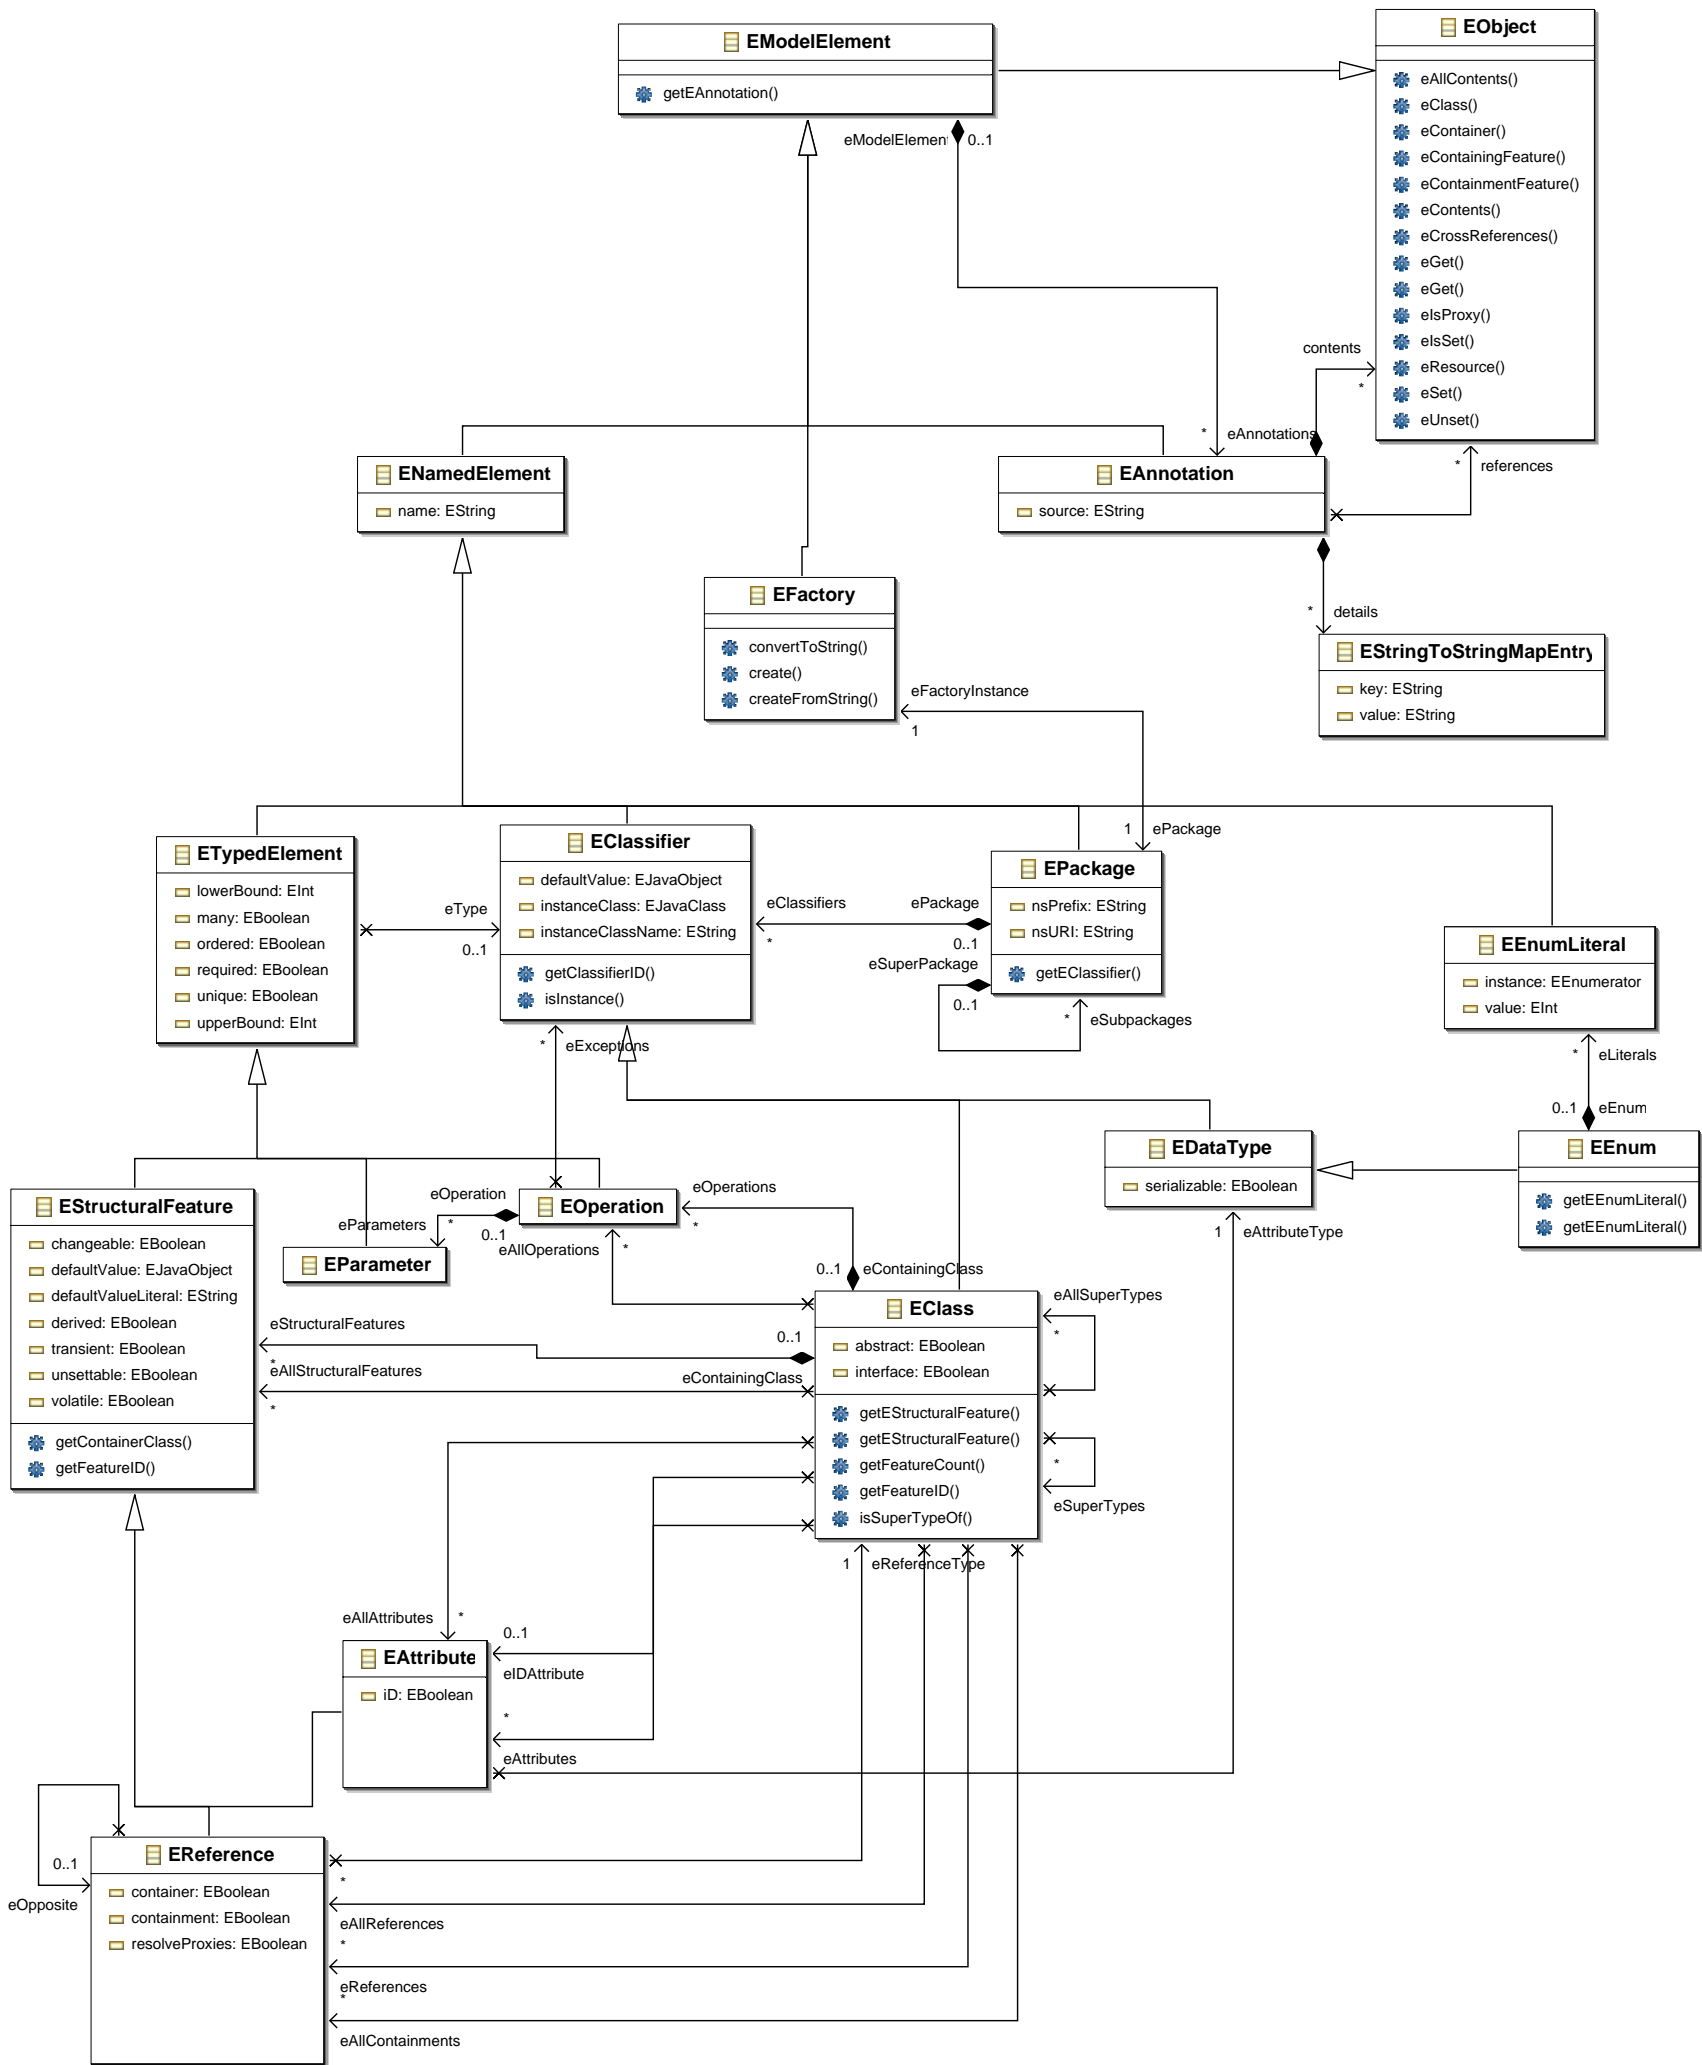 EModelElement
getEAnnotation()
EObject
eAllContents()
eClass()
eContainer()
eContainingFeature()
eContainmentFeature()
eContents()
eCrossReferences()
eGet()
eGet()
eIsProxy()
eIsSet()
eResource()
eSet()
eUnset()
eModelElement
0..1
contents
*
* eAnnotations
* references
ENamedElement
name: EString
EAnnotation
source: EString
EFactory
convertToString()
create()
createFromString()
* details
EStringToStringMapEntry
key: EString
value: EString
eFactoryInstance
1
1 ePackage
ETypedElement
lowerBound: EInt
many: EBoolean
ordered: EBoolean
required: EBoolean
unique: EBoolean
upperBound: EInt
eType
0..1
EClassifier
defaultValue: EJavaObject
instanceClass: EJavaClass
instanceClassName: EString
getClassifierID()
isInstance()
eClassifiers
*
ePackage
0..1
EPackage
nsPrefix: EString
nsURI: EString
getEClassifier()
eSuperPackage
0..1
* eSubpackages
EEnumLiteral
instance: EEnumerator
value: EInt
* eLiterals
0..1 eEnum
* eExceptions
EDataType
serializable: EBoolean
EEnum
getEEnumLiteral()
getEEnumLiteral()
1 eAttributeType
EStructuralFeature
changeable: EBoolean
defaultValue: EJavaObject
defaultValueLiteral: EString
derived: EBoolean
transient: EBoolean
unsettable: EBoolean
volatile: EBoolean
getContainerClass()
getFeatureID()
eOperation
0..1
eParameters
*
EOperation
EParameter
eOperations
*
eAllOperations
*
0..1 eContainingClass
EClass
abstract: EBoolean
interface: EBoolean
getEStructuralFeature()
getEStructuralFeature()
getFeatureCount()
getFeatureID()
isSuperTypeOf()
eStructuralFeatures
*
0..1
eContainingClass
eAllStructuralFeatures
*
eAllSuperTypes
*
*
eSuperTypes
1 eReferenceType
eAllAttributes *
0..1
eIDAttribute
EAttribute
iD: EBoolean
*
eAttributes
EReference
container: EBoolean
containment: EBoolean
resolveProxies: EBoolean
0..1
eOpposite
*
eAllReferences
*
eReferences
*
eAllContainments